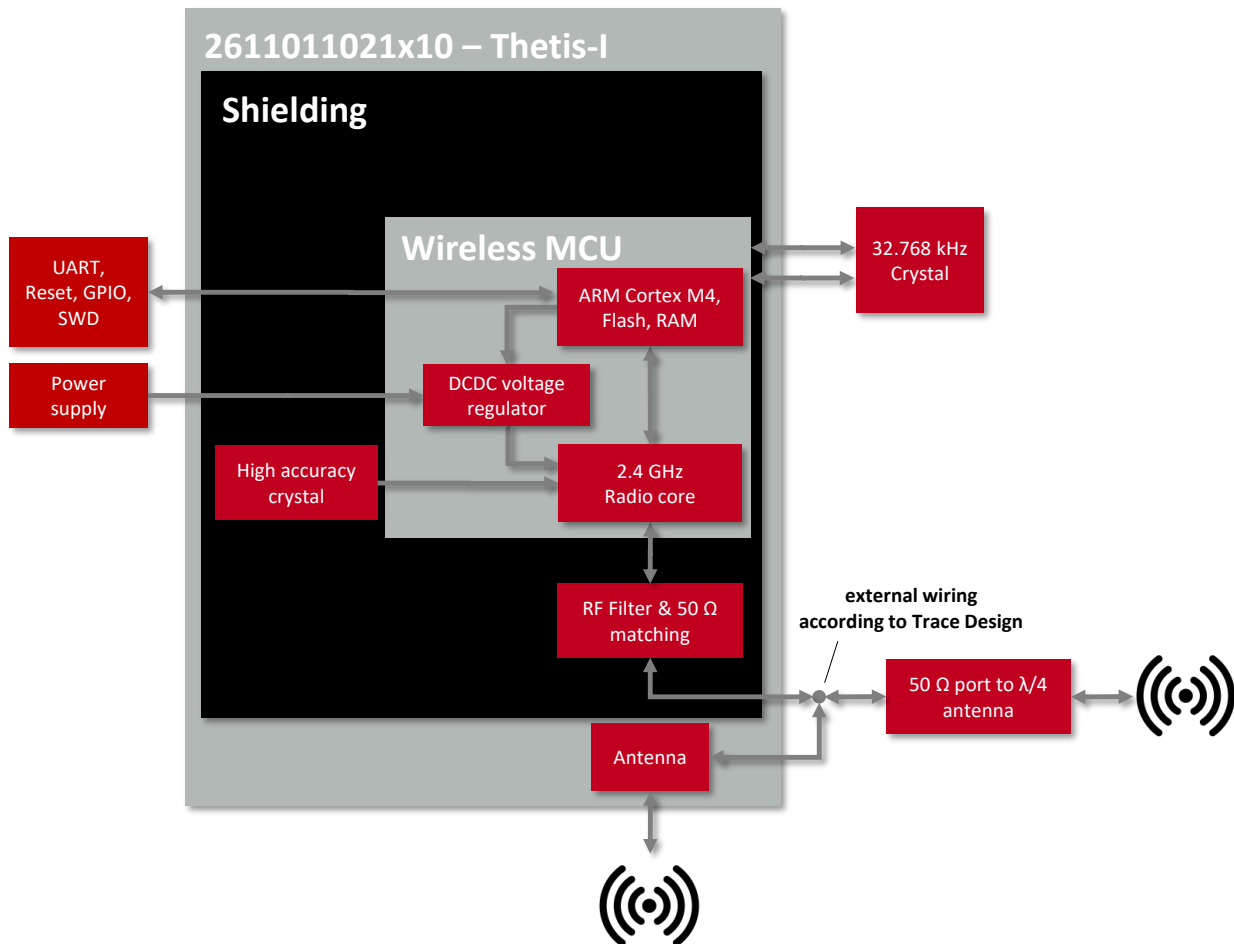 2611011021x10 – Thetis-I
Shielding
Wireless MCU
UART,
Reset, GPIO,
SWD
ARM Cortex M4,
Flash, RAM
32.768 kHz
Crystal
Power
supply
DCDC voltage
regulator
High accuracy
crystal
2.4 GHz
Radio core
RF Filter & 50 Ω
matching
external wiring
according to Trace Design
50 Ω port to λ/4
antenna
Antenna